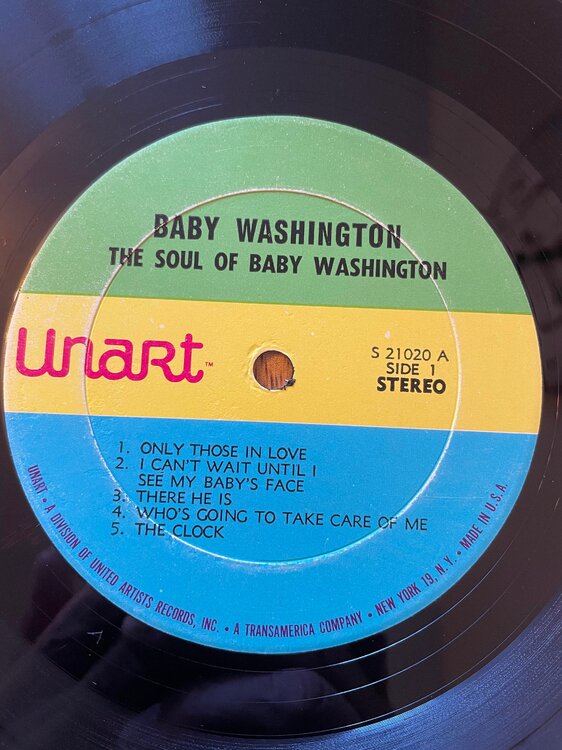 BABY WASHINGTON
THE SOUL OF BABY WASHINGTON
unart™
S 21020 A
SIDE 1
STEREO
1. ONLY THOSE IN LOVE
2. I CAN'T WAIT UNTIL I
SEE MY BABY'S FACE
3. THERE HE IS
4. WHO'S GOING TO TAKE CARE OF ME
5. THE CLOCK
UNART • A DIVISION OF UNITED ARTISTS RECORDS, INC. • A TRANSAMERICA COMPANY • NEW YORK 19, N.Y. • MADE IN U.S.A.